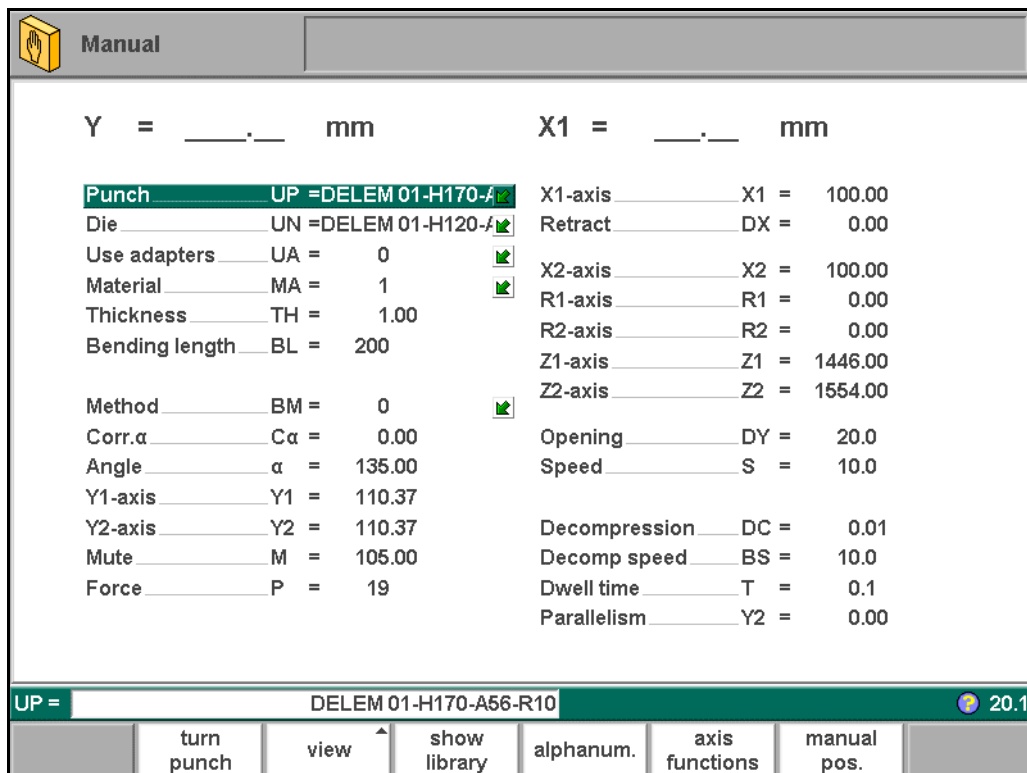 Manual
Y = ____.__ mm
X1 = ____.__ mm
Punch UP =DELEM 01-H170-A
Die UN =DELEM 01-H120-A
Use adapters UA = 0
Material MA = 1
Thickness TH = 1.00
Bending length BL = 200
Method BM = 0
Corr.α Cα = 0.00
Angle α = 135.00
Y1-axis Y1 = 110.37
Y2-axis Y2 = 110.37
Mute M = 105.00
Force P = 19
X1-axis X1 = 100.00
Retract DX = 0.00
X2-axis X2 = 100.00
R1-axis R1 = 0.00
R2-axis R2 = 0.00
Z1-axis Z1 = 1446.00
Z2-axis Z2 = 1554.00
Opening DY = 20.0
Speed S = 10.0
Decompression DC = 0.01
Decomp speed BS = 10.0
Dwell time T = 0.1
Parallelism Y2 = 0.00
UP = DELEM 01-H170-A56-R10
? 20.1
turn punch
view
show library
alphanum.
axis functions
manual pos.